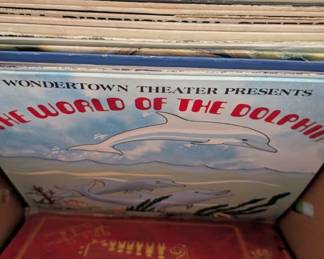 WONDERTOWN THEATER PRESENTS
THE WORLD OF THE DOLPHIN